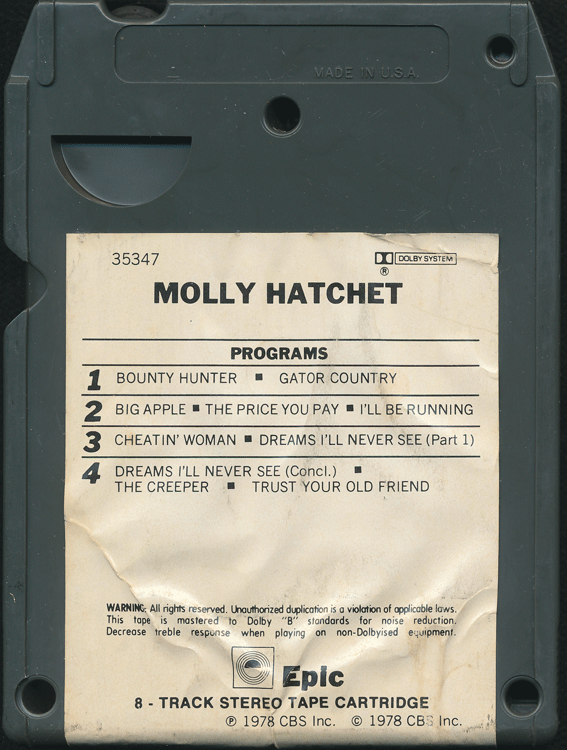 MADE IN U.S.A.
35347 DOLBY SYSTEM
®
MOLLY HATCHET
PROGRAMS
1 BOUNTY HUNTER ■ GATOR COUNTRY
2 BIG APPLE ■ THE PRICE YOU PAY ■ I'LL BE RUNNING
3 CHEATIN' WOMAN ■ DREAMS I'LL NEVER SEE (Part 1)
4 DREAMS I'LL NEVER SEE (Concl.) ■
THE CREEPER ■ TRUST YOUR OLD FRIEND
WARNING: All rights reserved. Unauthorized duplication is a violation of applicable laws.
This tape is mastered to Dolby "B" standards for noise reduction.
Decrease treble response when playing on non-Dolbyised equipment.
Epic
8 - TRACK STEREO TAPE CARTRIDGE
℗ 1978 CBS Inc. © 1978 CBS Inc.